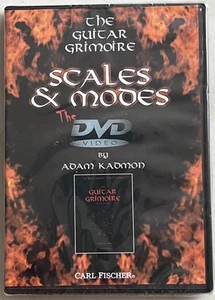 the
GUITAR
GRIMOIRE
SCALES
& MODES
The
DVD
VIDEO
BY
ADAM KADMON
GUITAR
GRIMOIRE
CARL FISCHER®